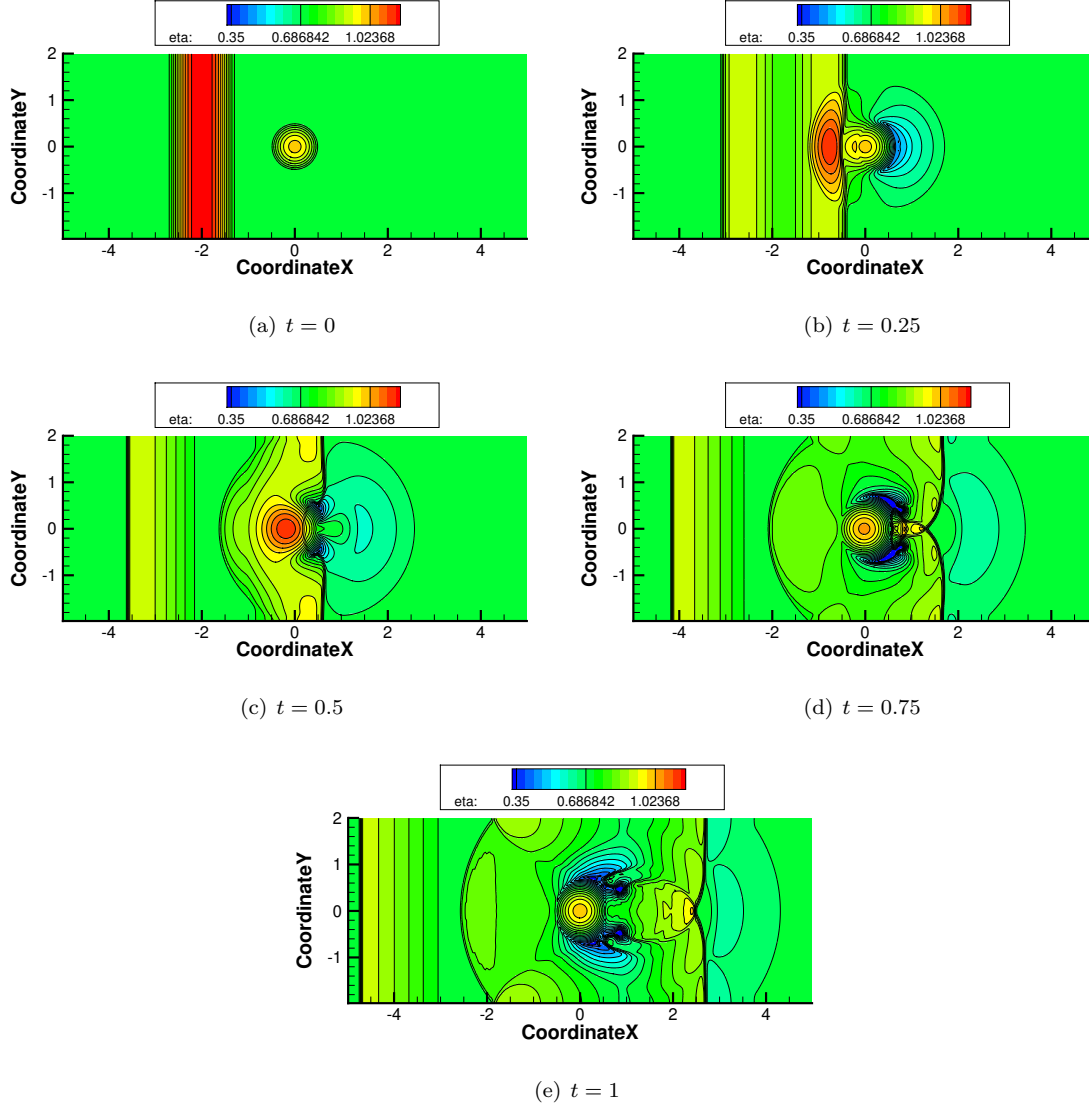 eta: 0.35 0.686842 1.02368
eta: 0.35 0.686842 1.02368
CoordinateY
2
1
0
-1
-4 -2 0 2 4
CoordinateX
CoordinateY
2
1
0
-1
-4 -2 0 2 4
CoordinateX
(a) t = 0
(b) t = 0.25
eta: 0.35 0.686842 1.02368
eta: 0.35 0.686842 1.02368
CoordinateY
2
1
0
-1
-4 -2 0 2 4
CoordinateX
CoordinateY
2
1
0
-1
-4 -2 0 2 4
CoordinateX
(c) t = 0.5
(d) t = 0.75
eta: 0.35 0.686842 1.02368
CoordinateY
2
1
0
-1
-4 -2 0 2 4
CoordinateX
(e) t = 1